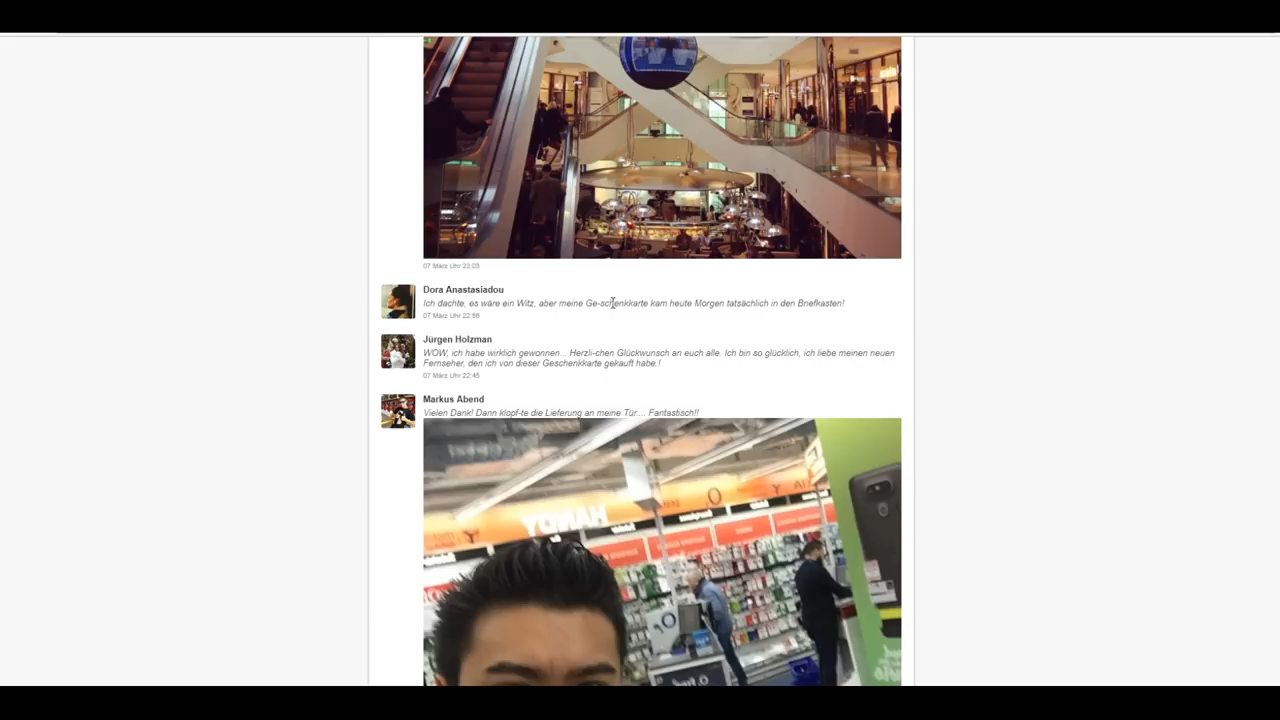 07 März Uhr 23:03
Dora Anastasiadou
Ich dachte, es wäre ein Witz, aber meine Ge-schenkkarte kam heute Morgen tatsächlich in den Briefkasten!
07 März Uhr 22:56
Jürgen Holzman
WOW, ich habe wirklich gewonnen... Herzli-chen Glückwunsch an euch alle. Ich bin so glücklich, ich liebe meinen neuen
Fernseher, den ich von dieser Geschenkkarte gekauft habe.!
07 März Uhr 22:45
Markus Abend
Vielen Dank! Dann klopf-te die Lieferung an meine Tür.... Fantastisch!!
HANDY